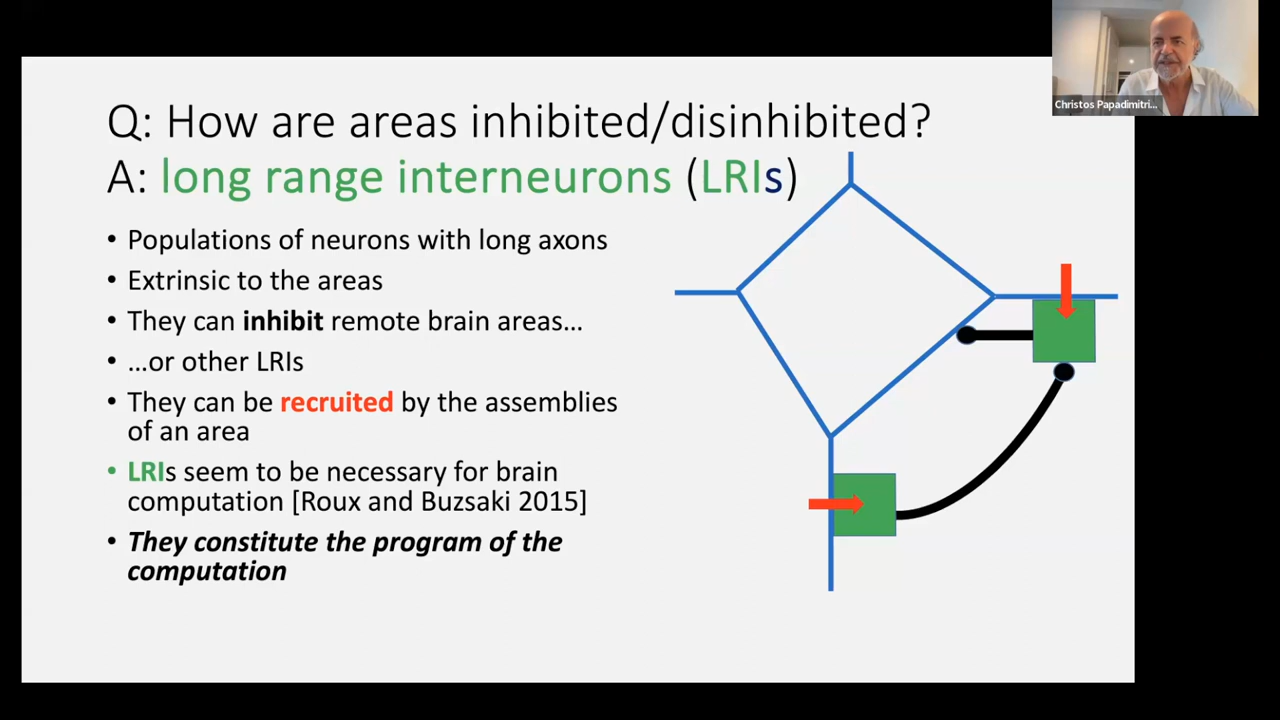 Q: How are areas inhibited/disinhibited?
A: long range interneurons (LRIs)
• Populations of neurons with long axons
• Extrinsic to the areas
• They can inhibit remote brain areas...
• ...or other LRIs
• They can be recruited by the assemblies
of an area
• LRIs seem to be necessary for brain
computation [Roux and Buzsaki 2015]
• They constitute the program of the
computation
Christos Papadimitri...